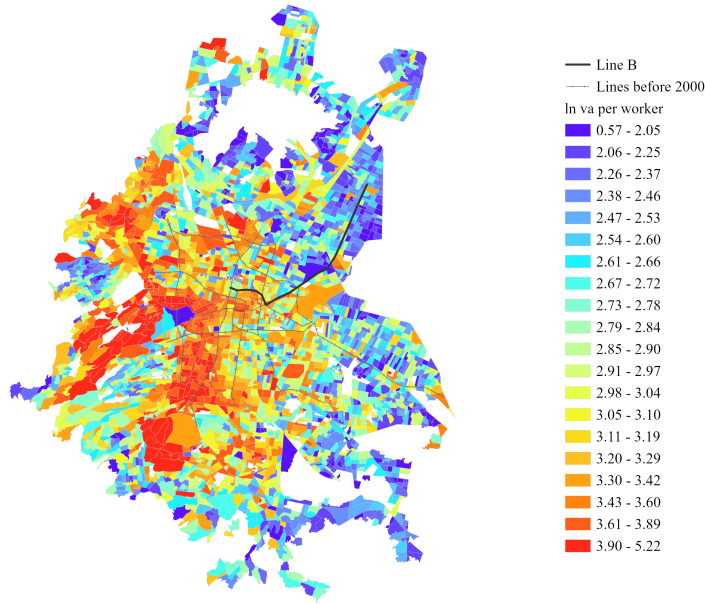 Line B
Lines before 2000
ln va per worker
0.57 - 2.05
2.06 - 2.25
2.26 - 2.37
2.38 - 2.46
2.47 - 2.53
2.54 - 2.60
2.61 - 2.66
2.67 - 2.72
2.73 - 2.78
2.79 - 2.84
2.85 - 2.90
2.91 - 2.97
2.98 - 3.04
3.05 - 3.10
3.11 - 3.19
3.20 - 3.29
3.30 - 3.42
3.43 - 3.60
3.61 - 3.89
3.90 - 5.22